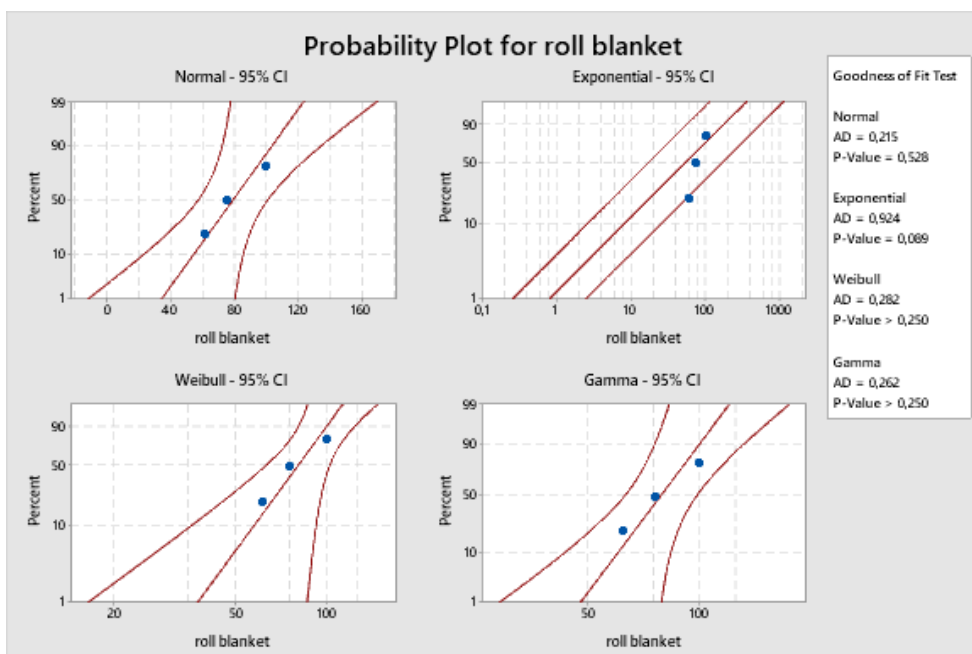 Probability Plot for roll blanket
Normal - 95% CI
99
90
50
10
1
Percent
0 40 80 120 160
roll blanket
Exponential - 95% CI
90
50
10
1
Percent
0,1 1 10 100 1000
roll blanket
Weibull - 95% CI
90
50
10
1
Percent
20 50 100
roll blanket
Gamma - 95% CI
99
90
50
10
1
Percent
50 100
roll blanket
Goodness of Fit Test
Normal
AD = 0,215
P-Value = 0,528
Exponential
AD = 0,924
P-Value = 0,089
Weibull
AD = 0,282
P-Value > 0,250
Gamma
AD = 0,262
P-Value > 0,250